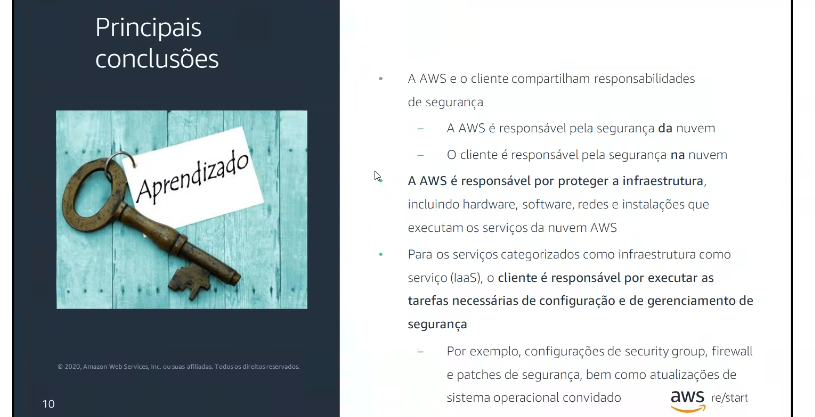 Principais
conclusões
Aprendizado
A AWS e o cliente compartilham responsabilidades
de segurança
– A AWS é responsável pela segurança da nuvem
– O cliente é responsável pela segurança na nuvem
A AWS é responsável por proteger a infraestrutura,
incluindo hardware, software, redes e instalações que
executam os serviços da nuvem AWS
• Para os serviços categorizados como infraestrutura como
serviço (IaaS), o cliente é responsável por executar as
tarefas necessárias de configuração e de gerenciamento de
segurança
– Por exemplo, configurações de security group, firewall
e patches de segurança, bem como atualizações de
sistema operacional convidado
© 2020, Amazon Web Services, Inc. ou suas afiliadas. Todos os direitos reservados.
10
aws re/start